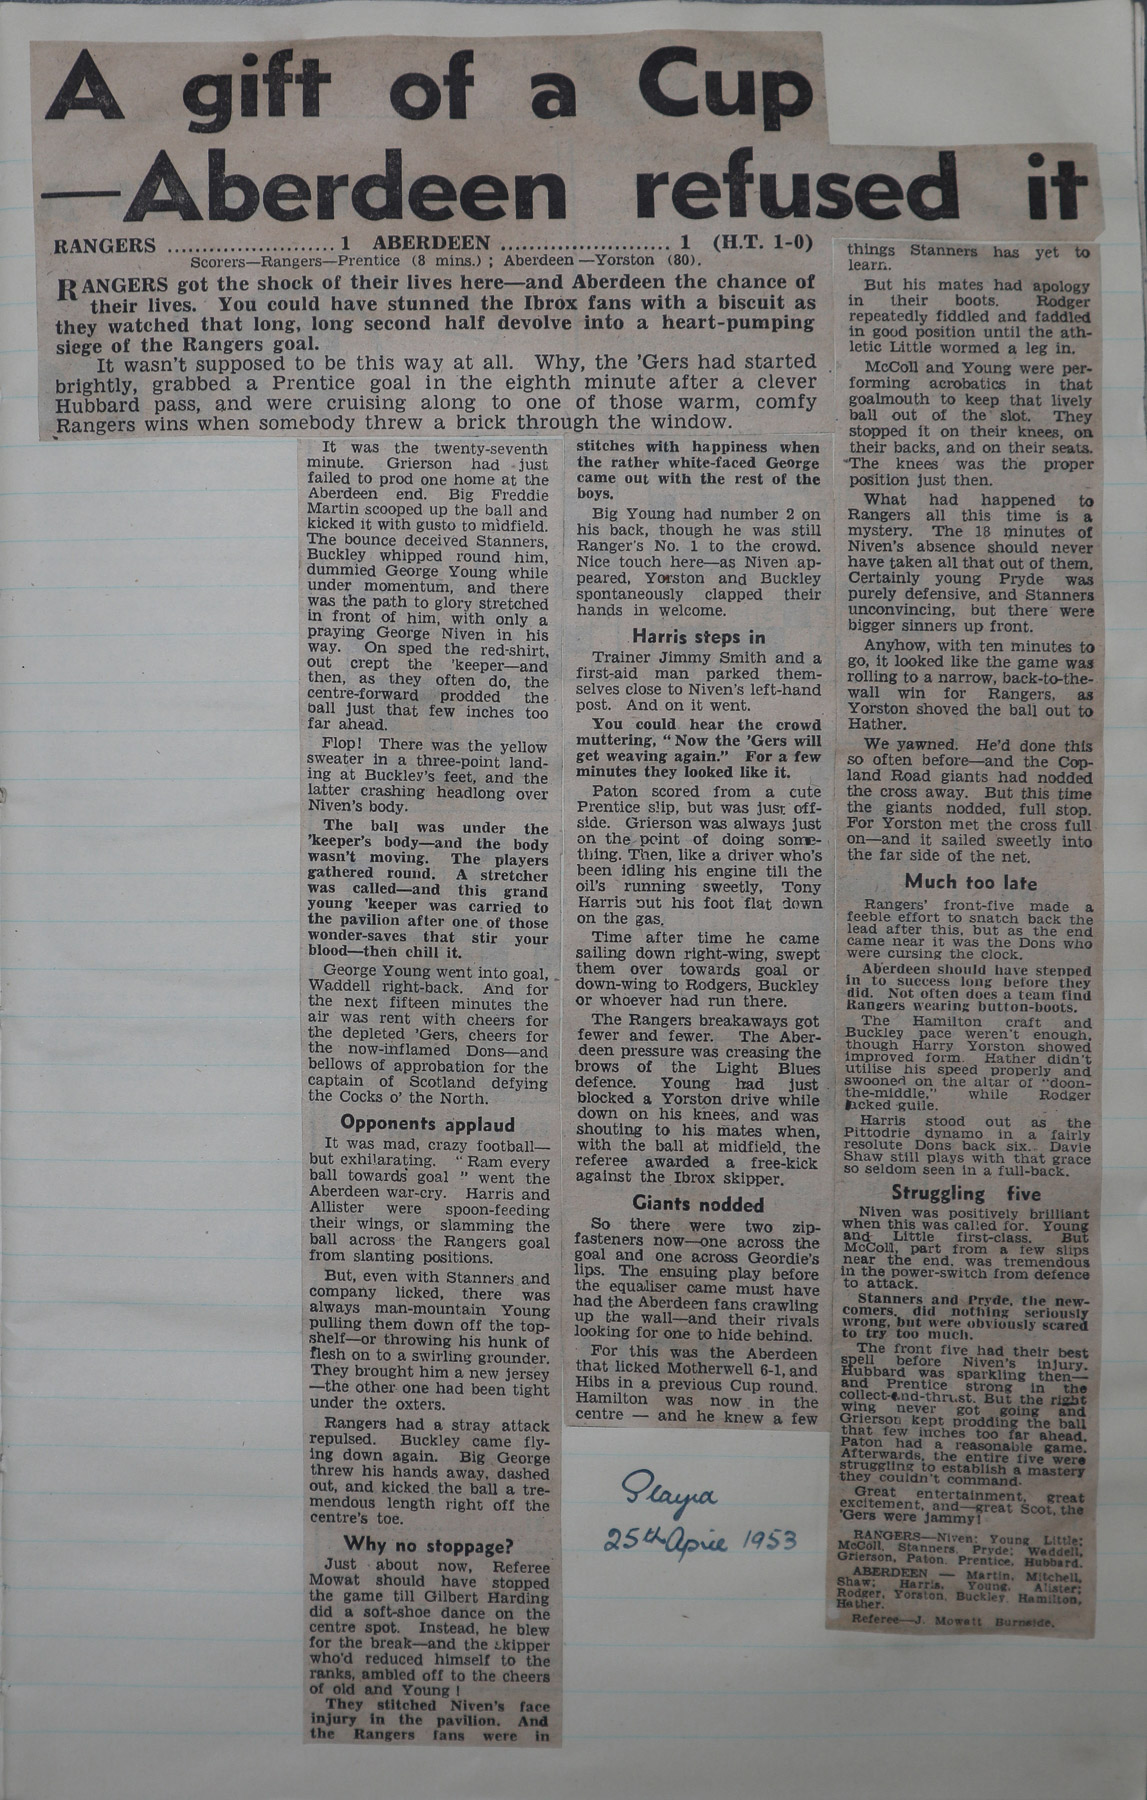 A gift of a Cup
—Aberdeen refused it
RANGERS ........................ 1 ABERDEEN ........................ 1 (H.T. 1-0)
Scorers—Rangers—Prentice (8 mins.) ; Aberdeen—Yorston (80).
RANGERS got the shock of their lives here—and Aberdeen the chance of
their lives. You could have stunned the Ibrox fans with a biscuit as
they watched that long, long second half devolve into a heart-pumping
siege of the Rangers goal.
It wasn't supposed to be this way at all. Why, the 'Gers had started
brightly, grabbed a Prentice goal in the eighth minute after a clever
Hubbard pass, and were cruising along to one of those warm, comfy
Rangers wins when somebody threw a brick through the window.
It was the twenty-seventh
minute. Grierson had just
failed to prod one home at the
Aberdeen end. Big Freddie
Martin scooped up the ball and
kicked it with gusto to midfield.
The bounce deceived Stanners,
Buckley whipped round him,
dummied George Young while
under momentum, and there
was the path to glory stretched
in front of him, with only a
praying George Niven in his
way. On sped the red-shirt,
out crept the 'keeper—and
then, as they often do, the
centre-forward prodded the
ball just that few inches too
far ahead.
Flop! There was the yellow
sweater in a three-point land-
ing at Buckley's feet, and the
latter crashing headlong over
Niven's body.
The ball was under the
'keeper's body—and the body
wasn't moving. The players
gathered round. A stretcher
was called—and this grand
young 'keeper was carried to
the pavilion after one of those
wonder-saves that stir your
blood—then chill it.
George Young went into goal,
Waddell right-back. And for
the next fifteen minutes the
air was rent with cheers for
the depleted 'Gers, cheers for
the now-inflamed Dons—and
bellows of approbation for the
captain of Scotland defying
the Cocks o' the North.
Opponents applaud
It was mad, crazy football—
but exhilarating. "Ram every
ball towards goal" went the
Aberdeen war-cry. Harris and
Allister were spoon-feeding
their wings, or slamming the
ball across the Rangers goal
from slanting positions.
But, even with Stanners and
company licked, there was
always man-mountain Young
pulling them down off the top-
shelf—or throwing his hunk of
flesh on to a swirling grounder.
They brought him a new jersey
—the other one had been tight
under the oxters.
Rangers had a stray attack
repulsed. Buckley came fly-
ing down again. Big George
threw his hands away, dashed
out, and kicked the ball a tre-
mendous length right off the
centre's toe.
Why no stoppage?
Just about now, Referee
Mowat should have stopped
the game till Gilbert Harding
did a soft-shoe dance on the
centre spot. Instead, he blew
for the break—and the skipper
who'd reduced himself to the
ranks, ambled off to the cheers
of old and Young !
They stitched Niven's face
injury in the pavilion. And
the Rangers fans were in
stitches with happiness when
the rather white-faced George
came out with the rest of the
boys.
Big Young had number 2 on
his back, though he was still
Ranger's No. 1 to the crowd.
Nice touch here—as Niven ap-
peared, Yorston and Buckley
spontaneously clapped their
hands in welcome.
Harris steps in
Trainer Jimmy Smith and a
first-aid man parked them-
selves close to Niven's left-hand
post. And on it went.
You could hear the crowd
muttering, "Now the 'Gers will
get weaving again." For a few
minutes they looked like it.
Paton scored from a cute
Prentice slip, but was just off-
side. Grierson was always just
on the point of doing some-
thing. Then, like a driver who's
been idling his engine till the
oil's running sweetly, Tony
Harris put his foot flat down
on the gas.
Time after time he came
sailing down right-wing, swept
them over towards goal or
down-wing to Rodgers, Buckley
or whoever had run there.
The Rangers breakaways got
fewer and fewer. The Aber-
deen pressure was creasing the
brows of the Light Blues
defence. Young had just
blocked a Yorston drive while
down on his knees, and was
shouting to his mates when,
with the ball at midfield, the
referee awarded a free-kick
against the Ibrox skipper.
Giants nodded
So there were two zip-
fasteners now—one across the
goal and one across Geordie's
lips. The ensuing play before
the equaliser came must have
had the Aberdeen fans crawling
up the wall—and their rivals
looking for one to hide behind.
For this was the Aberdeen
that licked Motherwell 6-1, and
Hibs in a previous Cup round.
Hamilton was now in the
centre — and he knew a few
things Stanners has yet to
learn.
But his mates had apology
in their boots. Rodger
repeatedly fiddled and faddled
in good position until the ath-
letic Little wormed a leg in.
McColl and Young were per-
forming acrobatics in that
goalmouth to keep that lively
ball out of the slot. They
stopped it on their knees, on
their backs, and on their seats.
The knees was the proper
position just then.
What had happened to
Rangers all this time is a
mystery. The 18 minutes of
Niven's absence should never
have taken all that out of them.
Certainly young Pryde was
purely defensive, and Stanners
unconvincing, but there were
bigger sinners up front.
Anyhow, with ten minutes to
go, it looked like the game was
rolling to a narrow, back-to-the-
wall win for Rangers, as
Yorston shoved the ball out to
Hather.
We yawned. He'd done this
so often before—and the Cop-
land Road giants had nodded
the cross away. But this time
the giants nodded, full stop.
For Yorston met the cross full
on—and it sailed sweetly into
the far side of the net.
Much too late
Rangers' front-five made a
feeble effort to snatch back the
lead after this, but as the end
came near it was the Dons who
were cursing the clock.
Aberdeen should have stepped
in to success long before they
did. Not often does a team find
Rangers wearing button-boots.
The Hamilton craft and
Buckley pace weren't enough,
though Harry Yorston showed
improved form. Hather didn't
utilise his speed properly and
swooned on the altar of "doon-
the-middle," while Rodger
lacked guile.
Harris stood out as the
Pittodrie dynamo in a fairly
resolute Dons back six. Davie
Shaw still plays with that grace
so seldom seen in a full-back.
Struggling five
Niven was positively brilliant
when this was called for. Young
and Little first-class. But
McColl, part from a few slips
near the end, was tremendous
in the power-switch from defence
to attack.
Stanners and Pryde, the new-
comers, did nothing seriously
wrong, but were obviously scared
to try too much.
The front five had their best
spell before Niven's injury.
Hubbard was sparkling then—
and Prentice strong in the
collect-and-thrust. But the right
wing never got going and
Grierson kept prodding the ball
that few inches too far ahead.
Paton had a reasonable game.
Afterwards, the entire five were
struggling to establish a mastery
they couldn't command.
Great entertainment, great
excitement, and—great Scot, the
'Gers were jammy!
RANGERS—Niven; Young Little;
McColl, Stanners, Pryde; Waddell,
Grierson, Paton, Prentice, Hubbard.
ABERDEEN — Martin, Mitchell,
Shaw; Harris, Young, Alister;
Rodger, Yorston, Buckley, Hamilton,
Hather.
Referee—J. Mowatt Burnside.
Played
25th April 1953